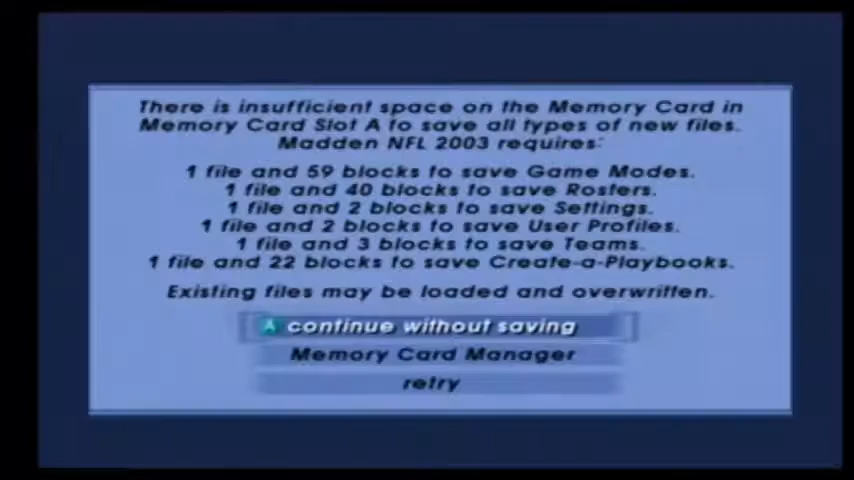 There is insufficient space on the Memory Card in
Memory Card Slot A to save all types of new files.
Madden NFL 2003 requires:
1 file and 59 blocks to save Game Modes.
1 file and 40 blocks to save Rosters.
1 file and 2 blocks to save Settings.
1 file and 2 blocks to save User Profiles.
1 file and 3 blocks to save Teams.
1 file and 22 blocks to save Create-a-Playbooks.
Existing files may be loaded and overwritten.
A continue without saving
Memory Card Manager
retry